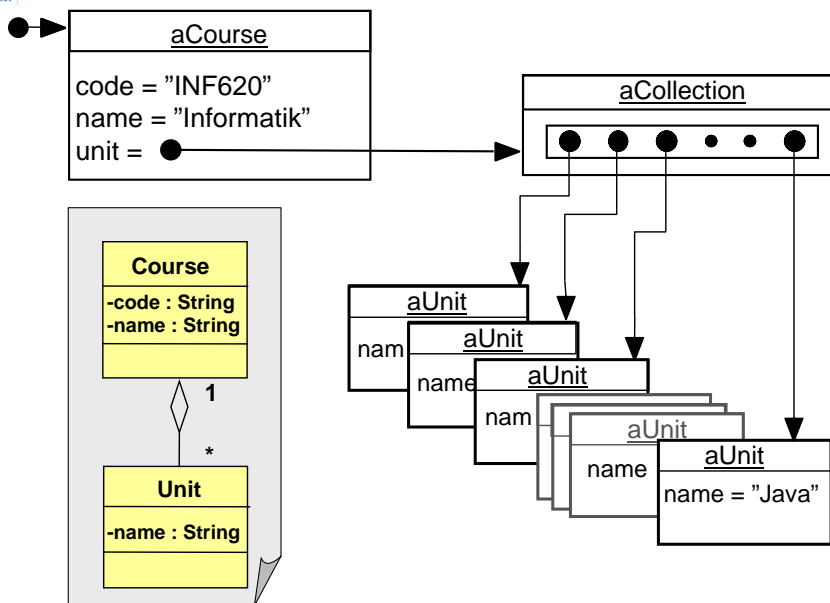 aCourse
code = ”INF620”
name = ”Informatik”
unit =
aCollection
aUnit
nam
aUnit
name
aUnit
nam
aUnit
name
aUnit
name = ”Java”
Course
-code : String
-name : String
1
*
Unit
-name : String